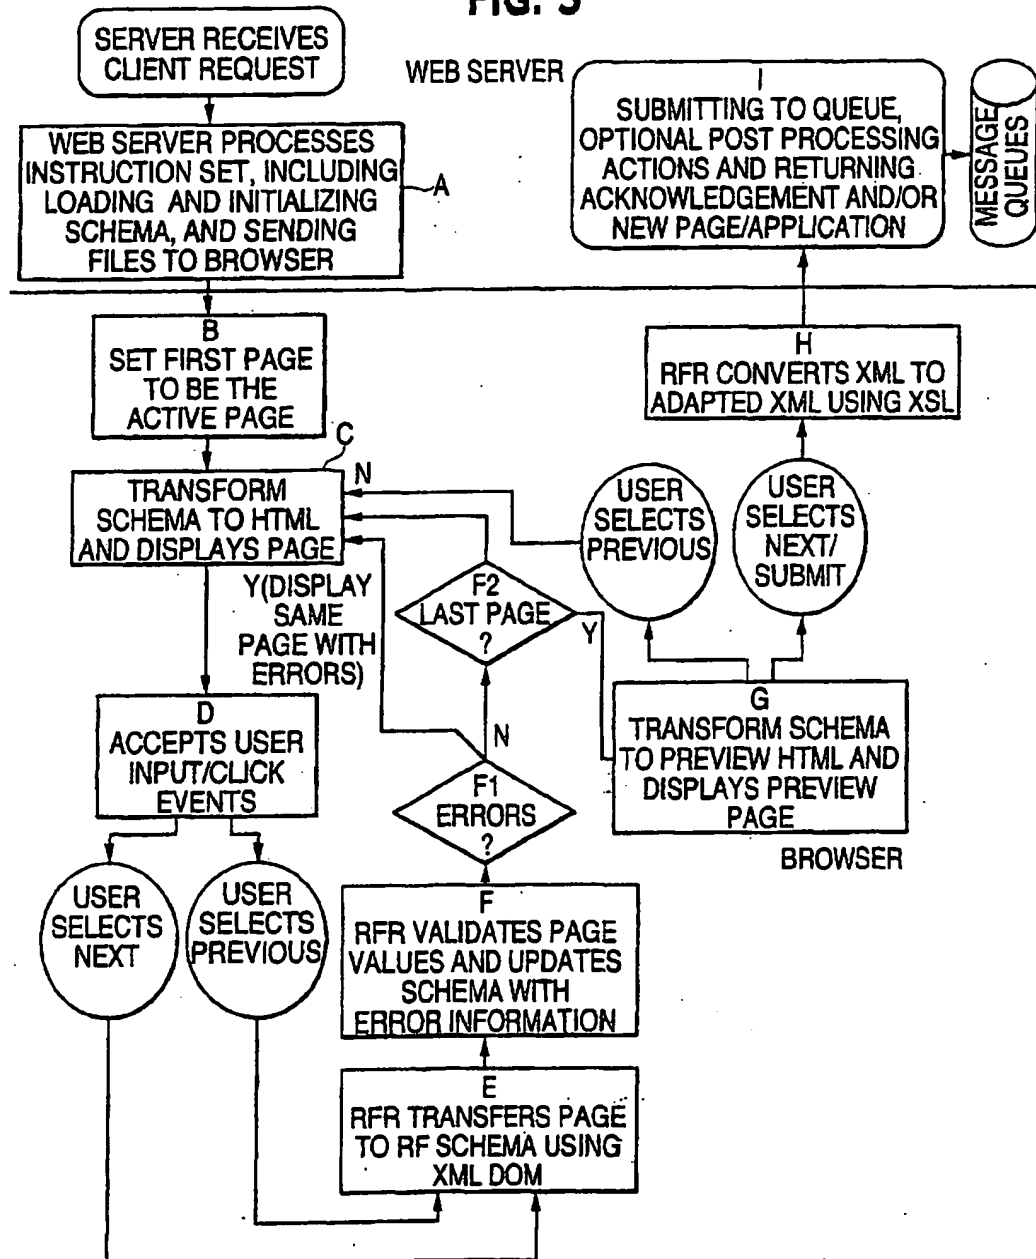 FIG. 3
SERVER RECEIVES
CLIENT REQUEST
WEB SERVER
WEB SERVER PROCESSES
INSTRUCTION SET, INCLUDING
LOADING AND INITIALIZING
SCHEMA, AND SENDING
FILES TO BROWSER
A
I
SUBMITTING TO QUEUE,
OPTIONAL POST PROCESSING
ACTIONS AND RETURNING
ACKNOWLEDGEMENT AND/OR
NEW PAGE/APPLICATION
MESSAGE
QUEUES
B
SET FIRST PAGE
TO BE THE
ACTIVE PAGE
H
RFR CONVERTS XML TO
ADAPTED XML USING XSL
C
TRANSFORM
SCHEMA TO HTML
AND DISPLAYS PAGE
N
USER
SELECTS
PREVIOUS
USER
SELECTS
NEXT/
SUBMIT
Y(DISPLAY
SAME
PAGE WITH
ERRORS)
F2
LAST PAGE
?
Y
N
G
TRANSFORM SCHEMA
TO PREVIEW HTML AND
DISPLAYS PREVIEW
PAGE
BROWSER
D
ACCEPTS USER
INPUT/CLICK
EVENTS
F1
ERRORS
?
USER
SELECTS
NEXT
USER
SELECTS
PREVIOUS
F
RFR VALIDATES PAGE
VALUES AND UPDATES
SCHEMA WITH
ERROR INFORMATION
E
RFR TRANSFERS PAGE
TO RF SCHEMA USING
XML DOM